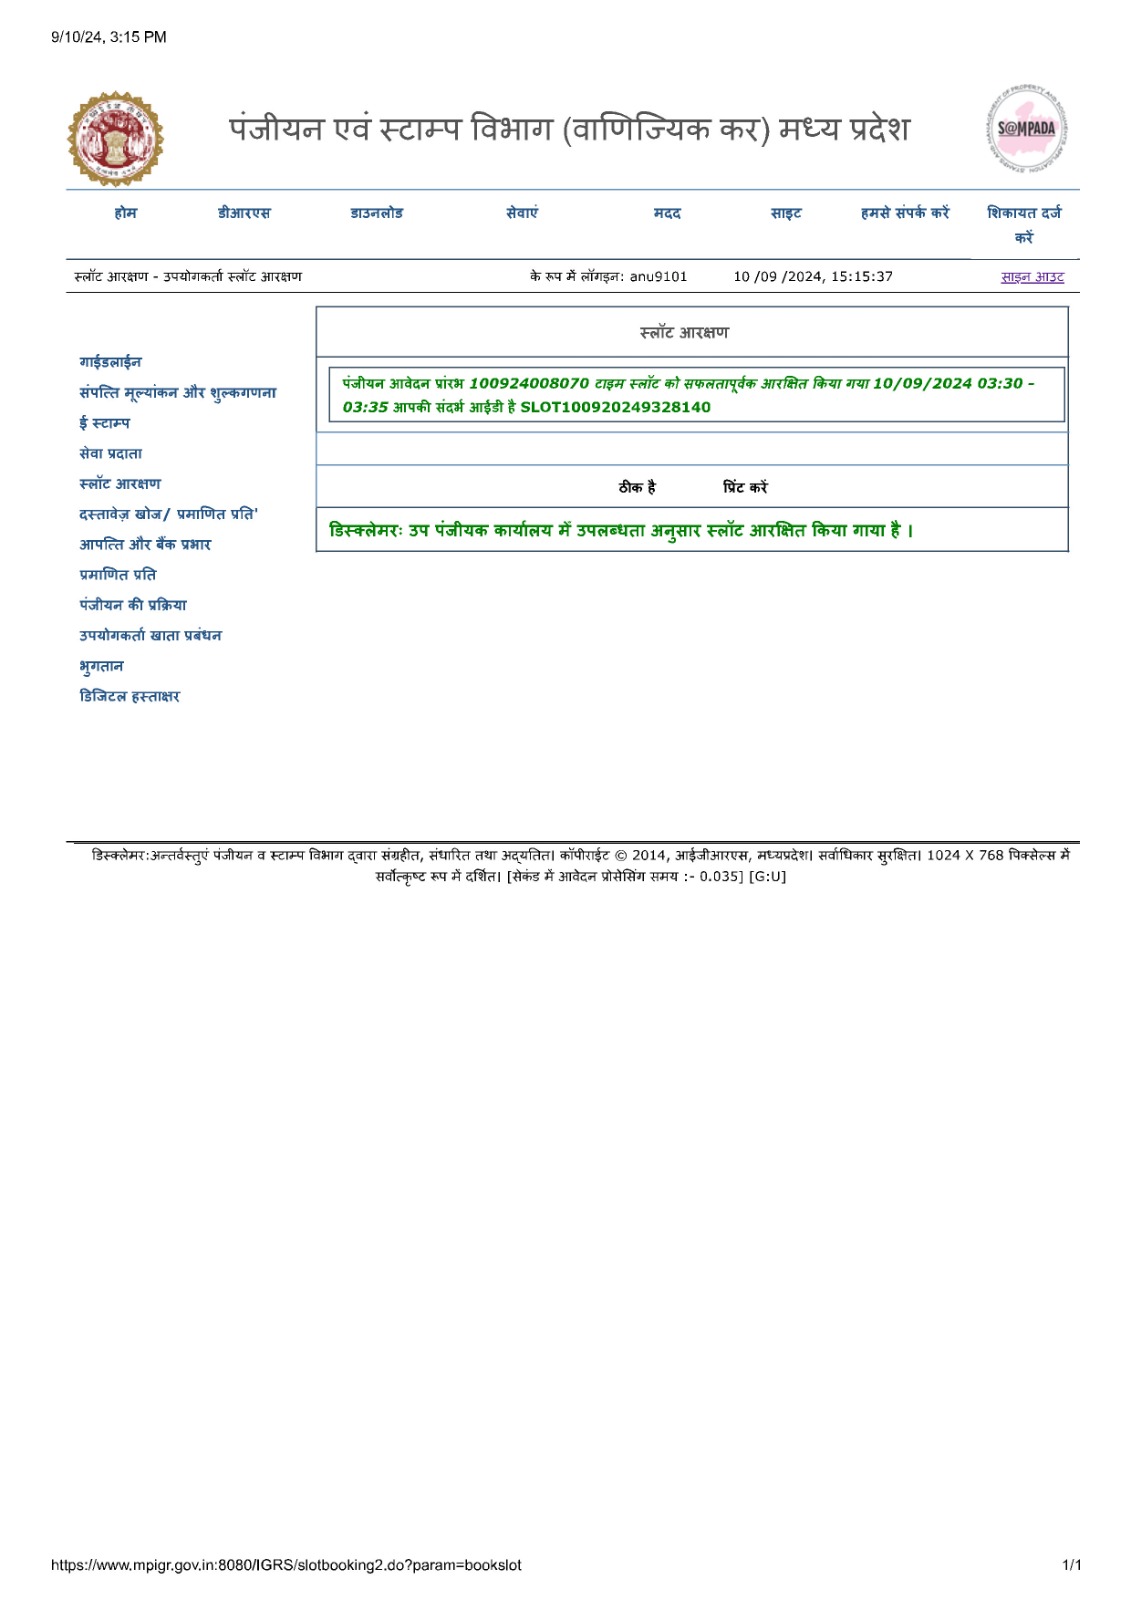 9/10/24, 3:15 PM
पंजीयन एवं स्टाम्प विभाग (वाणिज्यिक कर) मध्य प्रदेश
S@MPADA
होम डीआरएस डाउनलोड सेवाएं मदद साइट हमसे संपर्क करें शिकायत दर्ज
करें
स्लॉट आरक्षण - उपयोगकर्ता स्लॉट आरक्षण के रूप में लॉगइन: anu9101 10 /09 /2024, 15:15:37 साइन आउट
गाईडलाईन
संपत्ति मूल्यांकन और शुल्कगणना
ई स्टाम्प
सेवा प्रदाता
स्लॉट आरक्षण
दस्तावेज़ खोज/ प्रमाणित प्रति'
आपत्ति और बैंक प्रभार
प्रमाणित प्रति
पंजीयन की प्रक्रिया
उपयोगकर्ता खाता प्रबंधन
भुगतान
डिजिटल हस्ताक्षर
स्लॉट आरक्षण
पंजीयन आवेदन प्रांरभ 100924008070 टाइम स्लॉट को सफलतापूर्वक आरक्षित किया गया 10/09/2024 03:30 -
03:35 आपकी संदर्भ आईडी है SLOT100920249328140
ठीक है प्रिंट करें
डिस्क्लेमरः उप पंजीयक कार्यालय में उपलब्धता अनुसार स्लॉट आरक्षित किया गाया है ।
डिस्क्लेमर:अन्तर्वस्तुएं पंजीयन व स्टाम्प विभाग द्वारा संग्रहीत, संधारित तथा अद्यतित। कॉपीराईट © 2014, आईजीआरएस, मध्यप्रदेश। सर्वाधिकार सुरक्षित। 1024 X 768 पिक्सेल्स में
सर्वोत्कृष्ट रूप में दर्शित। [सेकंड में आवेदन प्रोसेसिंग समय :- 0.035] [G:U]
https://www.mpigr.gov.in:8080/IGRS/slotbooking2.do?param=bookslot 1/1